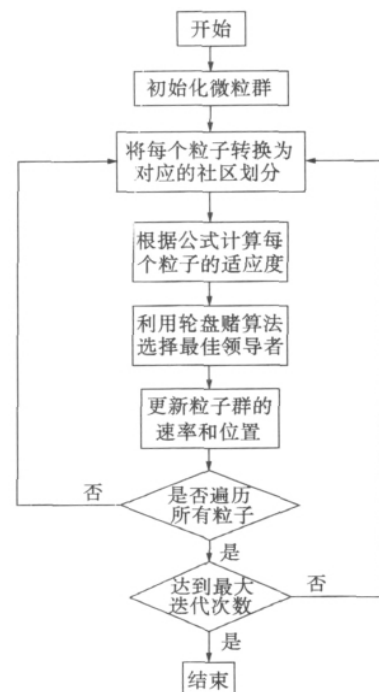 开始
初始化微粒群
将每个粒子转换为
对应的社区划分
根据公式计算每
个粒子的适应度
利用轮盘赌算法
选择最佳领导者
更新粒子群的
速率和位置
否
是否遍历
所有粒子
是
达到最大
迭代次数
否
是
结束